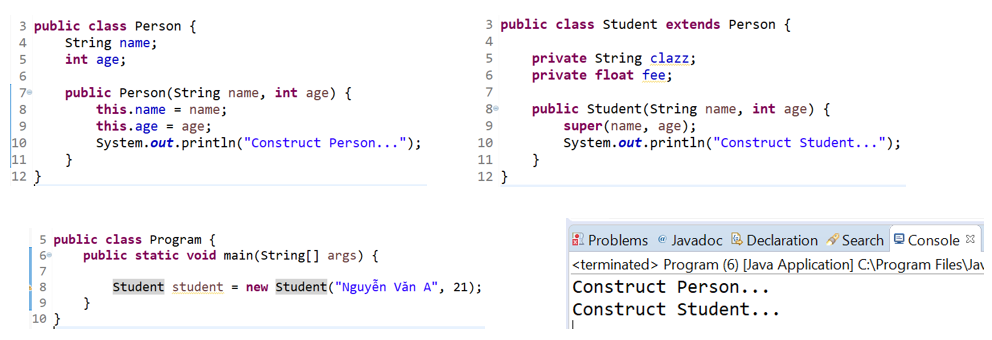 3 public class Person {
4 String name;
5 int age;
6
7 public Person(String name, int age) {
8 this.name = name;
9 this.age = age;
10 System.out.println("Construct Person...");
11 }
12 }
3 public class Student extends Person {
4
5 private String clazz;
6 private float fee;
7
8 public Student(String name, int age) {
9 super(name, age);
10 System.out.println("Construct Student...");
11 }
12 }
5 public class Program {
6 public static void main(String[] args) {
7
8 Student student = new Student("Nguyễn Văn A", 21);
9 }
10 }
Problems @ Javadoc Declaration Search Console
<terminated> Program (6) [Java Application] C:\Program Files\Jav
Construct Person...
Construct Student...